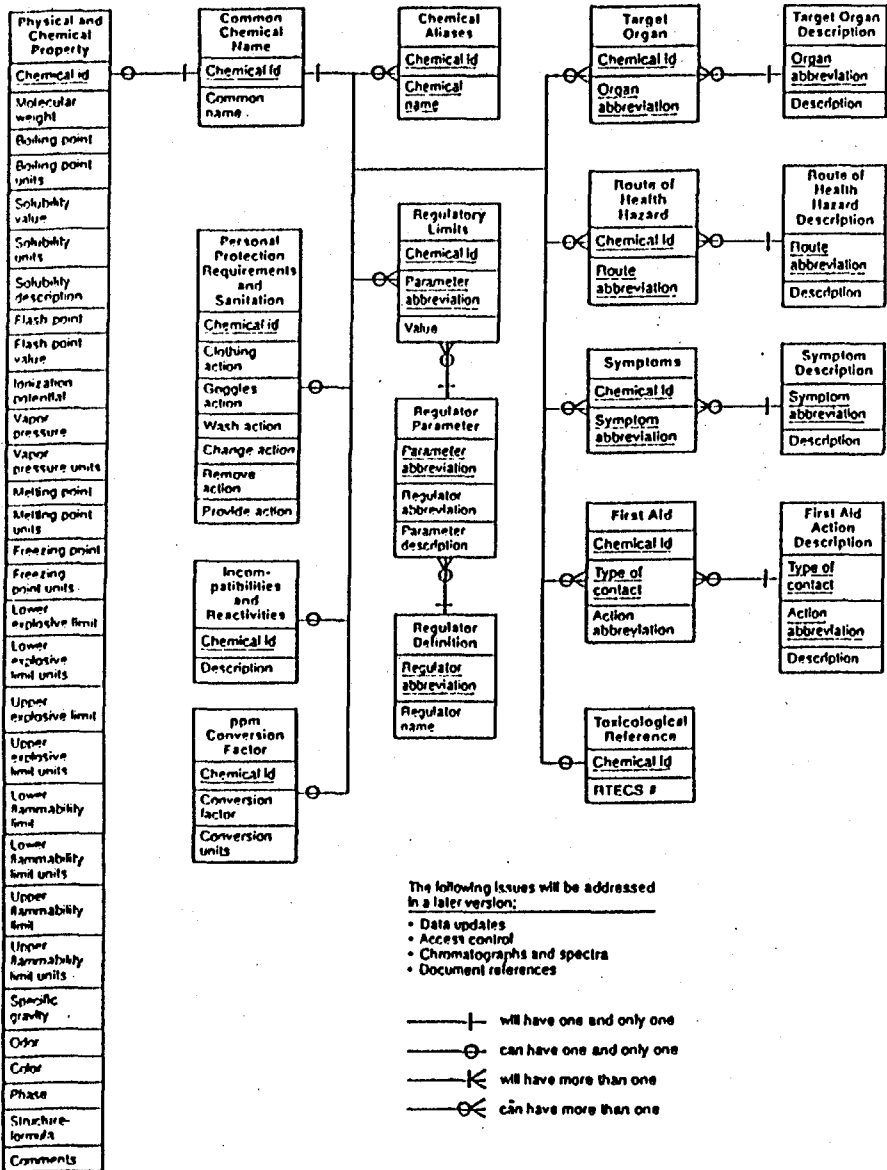 Physical and
Chemical
Property
Chemical id
Molecular
weight
Boiling point
Boiling point
units
Solubility
value
Solubility
units
Solubility
description
Flash point
Flash point
value
Ionization
potential
Vapor
pressure
Vapor
pressure units
Melting point
Melting point
units
Freezing point
Freezing
point units
Lower
explosive limit
Lower
explosive
limit units
Upper
explosive limit
Upper
explosive
limit units
Lower
flammability
limit
Lower
flammability
limit units
Upper
flammability
limit
Upper
flammability
limit units
Specific
gravity
Odor
Color
Phase
Structure-
formula
Comments
Common
Chemical
Name
Chemical Id
Common
name
Personal
Protection
Requirements
and
Sanitation
Chemical id
Clothing
action
Goggles
action
Wash action
Change action
Remove
action
Provide action
Incom-
patibilities
and
Reactivities
Chemical Id
Description
ppm
Conversion
Factor
Chemical Id
Conversion
factor
Conversion
units
Chemical
Aliases
Chemical Id
Chemical
name
Regulatory
Limits
Chemical Id
Parameter
abbreviation
Value
Regulator
Parameter
Parameter
abbreviation
Regulator
abbreviation
Parameter
description
Regulator
Definition
Regulator
abbreviation
Regulator
name
Target
Organ
Chemical Id
Organ
abbreviation
Route of
Health
Hazard
Chemical Id
Route
abbreviation
Symptoms
Chemical Id
Symptom
abbreviation
First Aid
Chemical Id
Type of
contact
Action
abbreviation
Toxicological
Reference
Chemical Id
RTECS #
Target Organ
Description
Organ
abbreviation
Description
Route of
Health
Hazard
Description
Route
abbreviation
Description
Symptom
Description
Symptom
abbreviation
Description
First Aid
Action
Description
Type of
contact
Action
abbreviation
Description
The following issues will be addressed
in a later version:
• Data updates
• Access control
• Chromatographs and spectra
• Document references
will have one and only one
can have one and only one
will have more than one
can have more than one